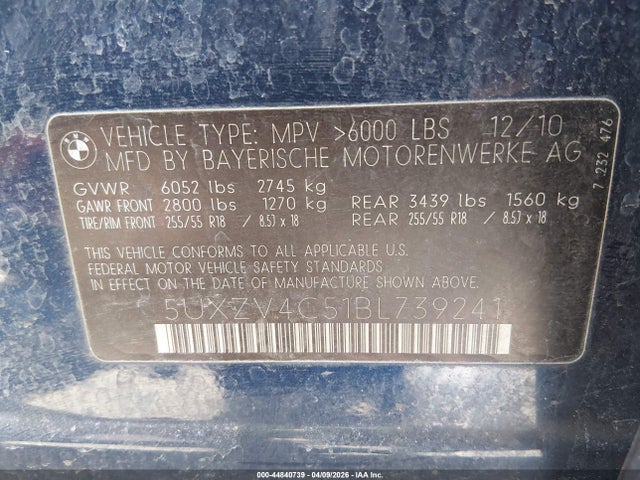 BMW
VEHICLE TYPE: MPV >6000 LBS 12/10
MFD BY BAYERISCHE MOTORENWERKE AG
GVWR 6052 lbs 2745 kg
GAWR FRONT 2800 lbs 1270 kg REAR 3439 lbs 1560 kg
TIRE/RIM FRONT 255/55 R18 / 8.5J x 18 REAR 255/55 R18 / 8.5J x 18
THIS VEHICLE CONFORMS TO ALL APPLICABLE U.S.
FEDERAL MOTOR VEHICLE SAFETY STANDARDS
IN EFFECT ON THE DATE OF MANUFACTURE SHOWN ABOVE.
5UXZV4C51BL739241
7 232 476
000-44840739 - 04/09/2026 - IAA Inc.